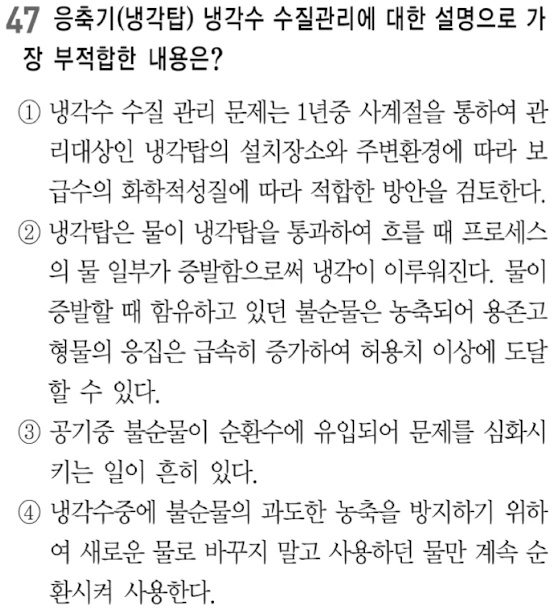 47 응축기(냉각탑) 냉각수 수질관리에 대한 설명으로 가
장 부적합한 내용은?
① 냉각수 수질 관리 문제는 1년중 사계절을 통하여 관
리대상인 냉각탑의 설치장소와 주변환경에 따라 보
급수의 화학적성질에 따라 적합한 방안을 검토한다.
② 냉각탑은 물이 냉각탑을 통과하여 흐를 때 프로세스
의 물 일부가 증발함으로써 냉각이 이루워진다. 물이
증발할 때 함유하고 있던 불순물은 농축되어 용존고
형물의 응집은 급속히 증가하여 허용치 이상에 도달
할 수 있다.
③ 공기중 불순물이 순환수에 유입되어 문제를 심화시
키는 일이 흔히 있다.
④ 냉각수중에 불순물의 과도한 농축을 방지하기 위하
여 새로운 물로 바꾸지 말고 사용하던 물만 계속 순
환시켜 사용한다.